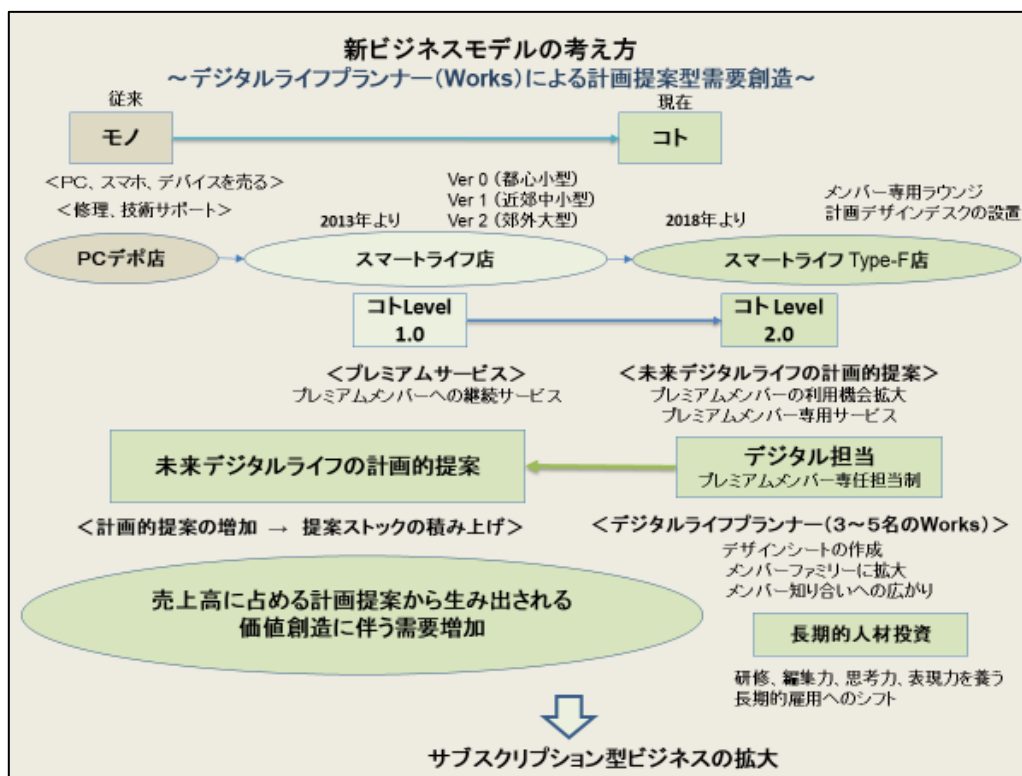 新ビジネスモデルの考え方
～デジタルライフプランナー（Works）による計画提案型需要創造～
従来
現在
モノ
コト
＜PC、スマホ、デバイスを売る＞
＜修理、技術サポート＞
Ver 0（都心小型）
Ver 1（近郊中小型）
Ver 2（郊外大型）
メンバー専用ラウンジ
計画デザインデスクの設置
2013年より
2018年より
PCデポ店
スマートライフ店
スマートライフ Type-F店
コトLevel
1.0
コト Level
2.0
＜プレミアムサービス＞
プレミアムメンバーへの継続サービス
＜未来デジタルライフの計画的提案＞
プレミアムメンバーの利用機会拡大
プレミアムメンバー専用サービス
未来デジタルライフの計画的提案
デジタル担当
プレミアムメンバー専任担当制
＜計画的提案の増加 → 提案ストックの積み上げ＞
＜デジタルライフプランナー（３～５名のWorks）＞
デザインシートの作成
メンバーファミリーに拡大
メンバー知り合いへの広がり
売上高に占める計画提案から生み出される
価値創造に伴う需要増加
長期的人材投資
研修、編集力、思考力、表現力を養う
長期的雇用へのシフト
サブスクリプション型ビジネスの拡大